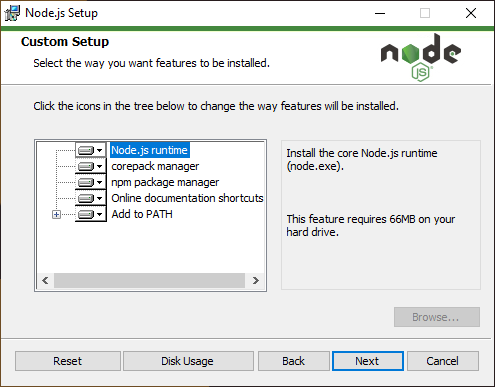 Node.js Setup
Custom Setup
Select the way you want features to be installed.
node
JS
Click the icons in the tree below to change the way features will be installed.
Node.js runtime
corepack manager
npm package manager
Online documentation shortcuts
Add to PATH
Install the core Node.js runtime
(node.exe).
This feature requires 66MB on your
hard drive.
Browse...
Reset
Disk Usage
Back
Next
Cancel